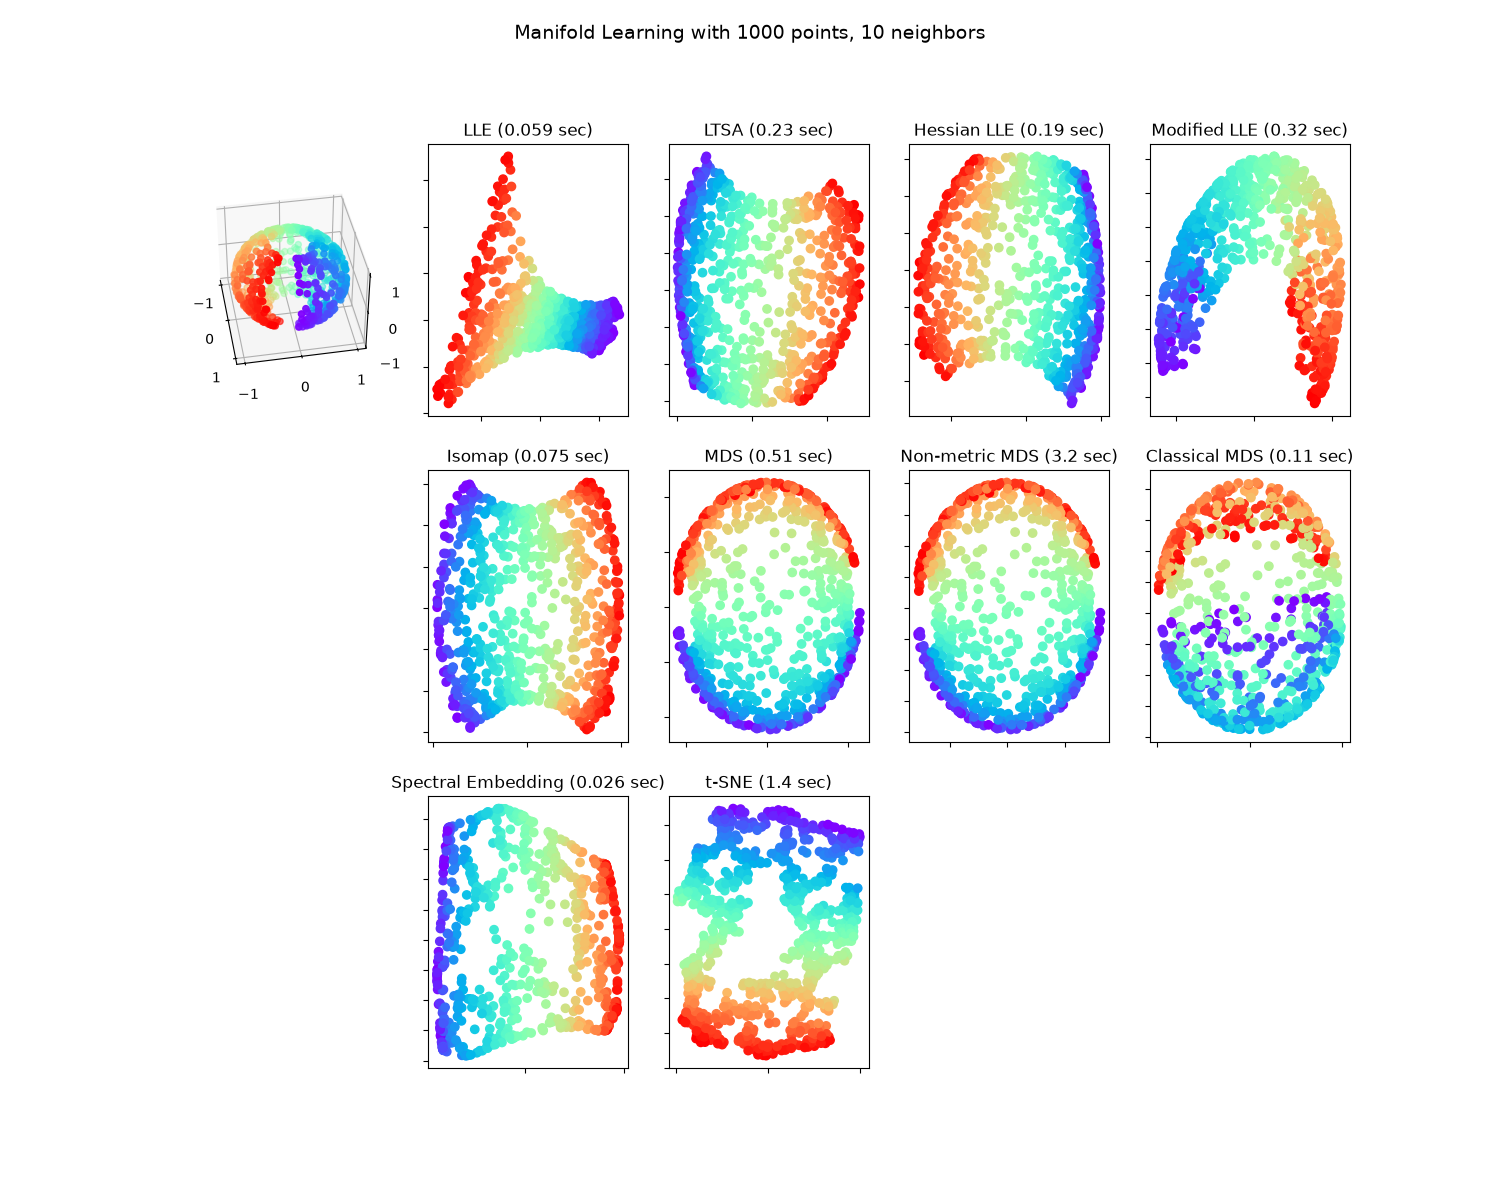 Manifold Learning with 1000 points, 10 neighbors
LLE (0.059 sec)
LTSA (0.23 sec)
Hessian LLE (0.19 sec)
Modified LLE (0.32 sec)
−1
0
1
−1
0
1
1
0
−1
Isomap (0.075 sec)
MDS (0.51 sec)
Non-metric MDS (3.2 sec)
Classical MDS (0.11 sec)
Spectral Embedding (0.026 sec)
t-SNE (1.4 sec)